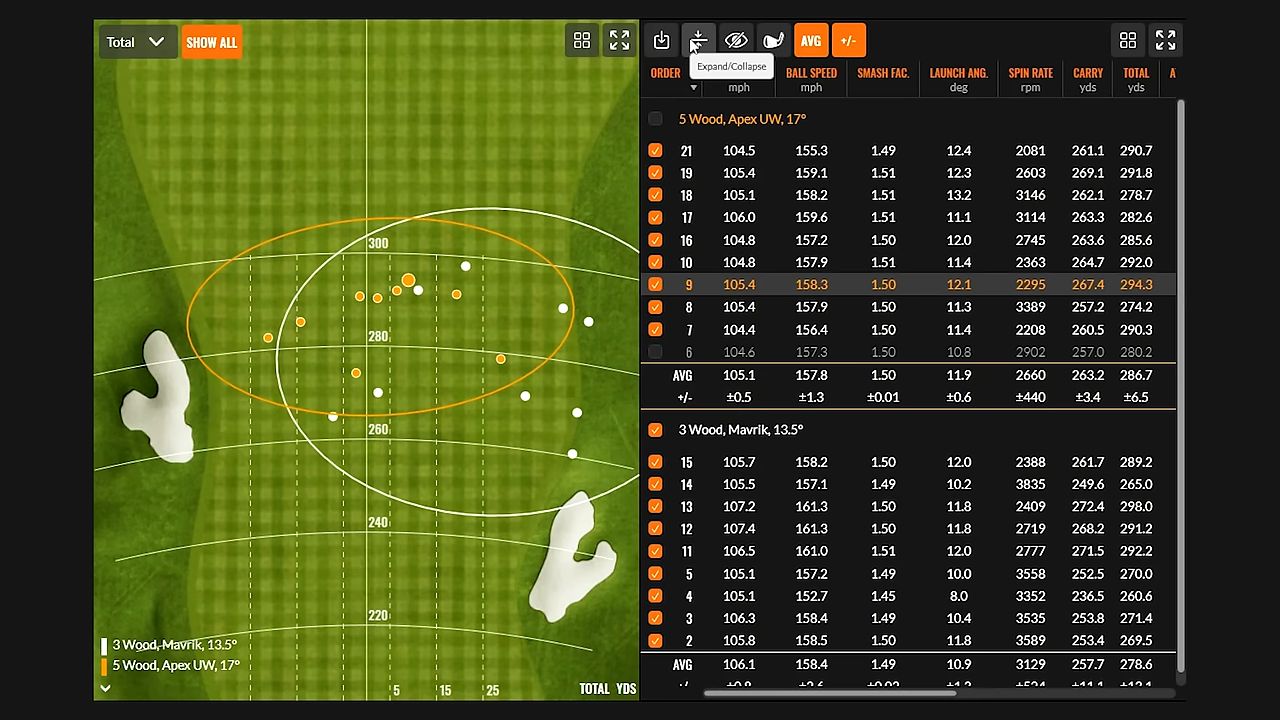 Total
SHOW ALL
AVG
+/-
Expand/Collapse
ORDER BALL SPEED SMASH FAC. LAUNCH ANG. SPIN RATE CARRY TOTAL
mph mph deg rpm yds yds
5 Wood, Apex UW, 17°
21 104.5 155.3 1.49 12.4 2081 261.1 290.7
19 105.4 159.1 1.51 12.3 2603 269.1 291.8
18 105.1 158.2 1.51 13.2 3146 262.1 278.7
17 106.0 159.6 1.51 11.1 3114 263.3 282.6
16 104.8 157.2 1.50 12.0 2745 263.6 285.6
10 104.8 157.9 1.51 11.4 2363 264.7 292.0
9 105.4 158.3 1.50 12.1 2295 267.4 294.3
8 105.4 157.9 1.50 11.3 3389 257.2 274.2
7 104.4 156.4 1.50 11.4 2208 260.5 290.3
6 104.6 157.3 1.50 10.8 2902 257.0 280.2
AVG 105.1 157.8 1.50 11.9 2660 263.2 286.7
+/- ±0.5 ±1.3 ±0.01 ±0.6 ±440 ±3.4 ±6.5
3 Wood, Mavrik, 13.5°
15 105.7 158.2 1.50 12.0 2388 261.7 289.2
14 105.5 157.1 1.49 10.2 3835 249.6 265.0
13 107.2 161.3 1.50 11.8 2409 272.4 298.0
12 107.4 161.3 1.50 11.8 2719 268.2 291.2
11 106.5 161.0 1.51 12.0 2777 271.5 292.2
5 105.1 157.2 1.49 10.0 3558 252.5 270.0
4 105.1 152.7 1.45 8.0 3352 236.5 260.6
3 106.3 158.4 1.49 10.4 3535 253.8 271.4
2 105.8 158.5 1.50 11.8 3589 253.4 269.5
AVG 106.1 158.4 1.49 10.9 3129 257.7 278.6
300
280
260
240
220
3 Wood, Mavrik, 13.5°
5 Wood, Apex UW, 17°
5 15 25 TOTAL YDS